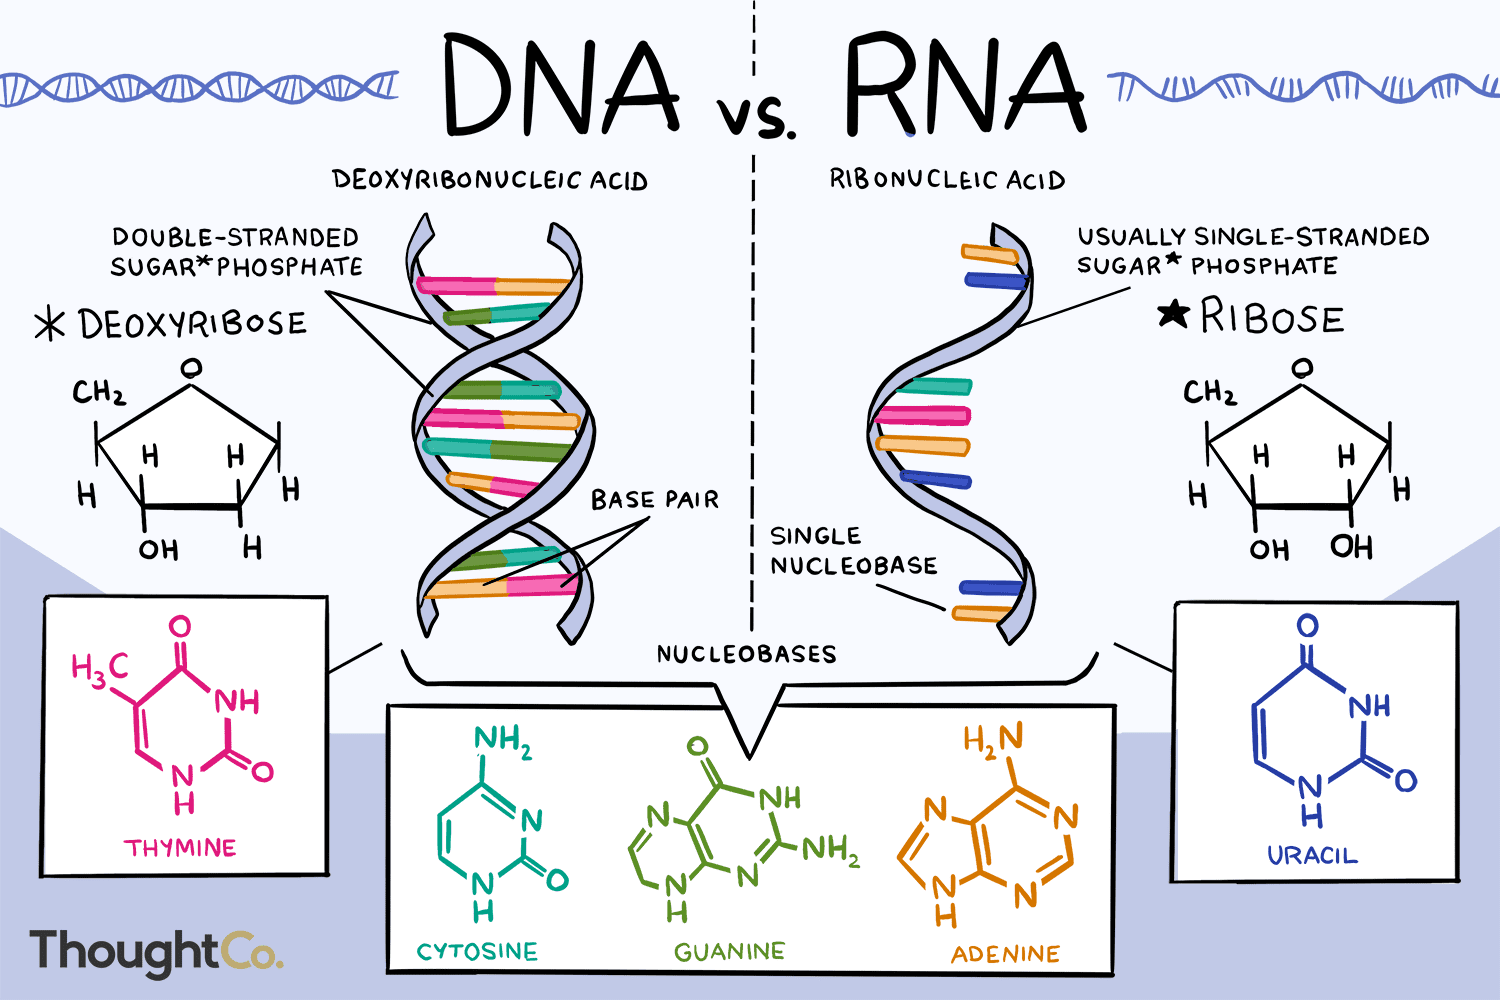 DNA vs. RNA
DEOXYRIBONUCLEIC ACID
DOUBLE-STRANDED
SUGAR* PHOSPHATE
* DEOXYRIBOSE
O
CH₂
H H
H H
OH H
BASE PAIR
RIBONUCLEIC ACID
USUALLY SINGLE-STRANDED
SUGAR★ PHOSPHATE
★ RIBOSE
O
CH₂
H H
H H
OH OH
SINGLE
NUCLEOBASE
NUCLEOBASES
O
H₃C
NH
N
H
O
THYMINE
NH₂
N
N
H
O
CYTOSINE
O
N
NH
NH₂
N
N
H
GUANINE
H₂N
N
N
N
H
N
ADENINE
O
NH
N
H
O
URACIL
ThoughtCo.